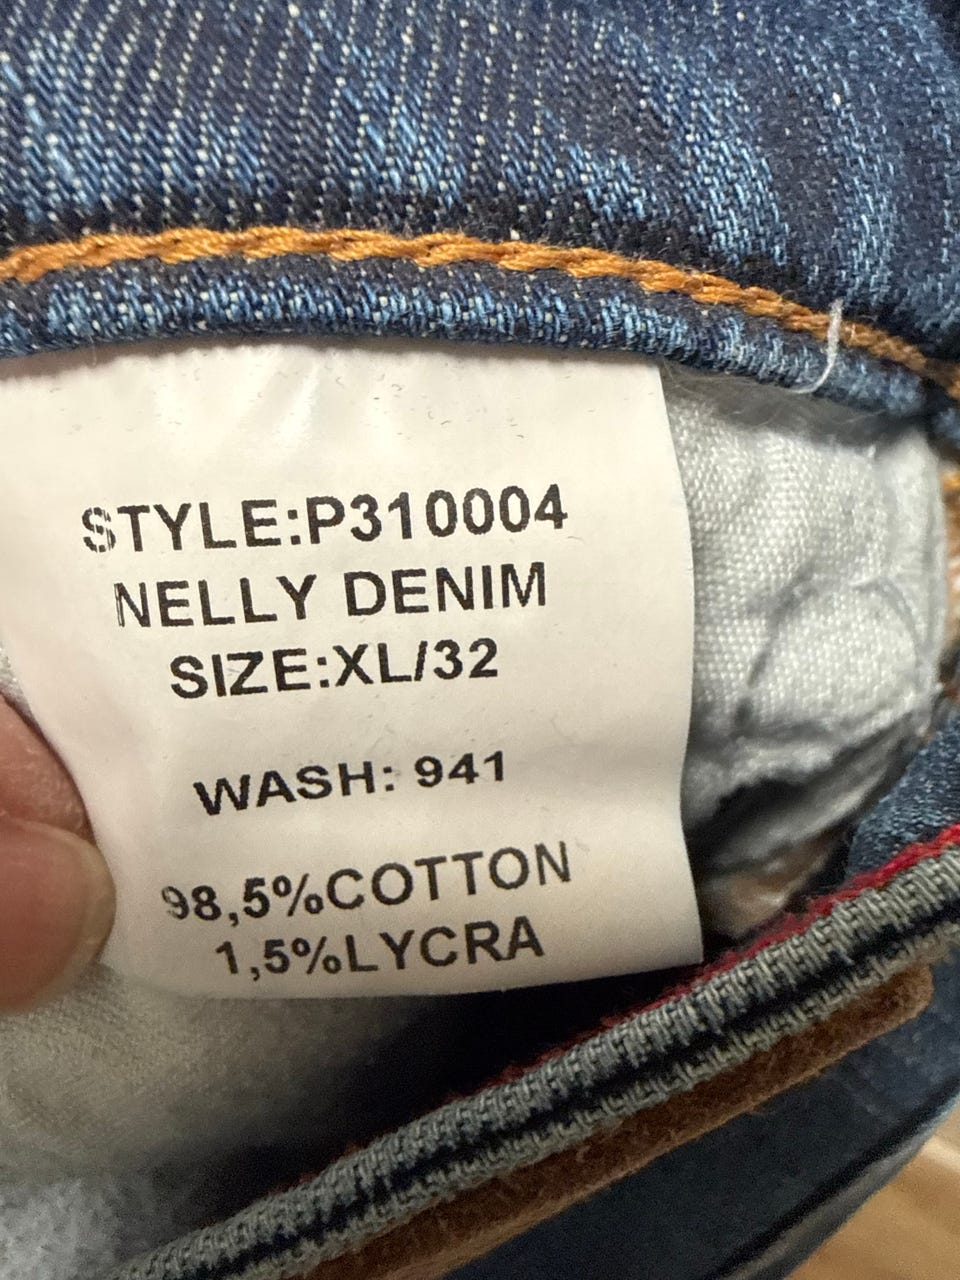 STYLE:P310004
NELLY DENIM
SIZE:XL/32
WASH: 941
98,5%COTTON
1,5%LYCRA